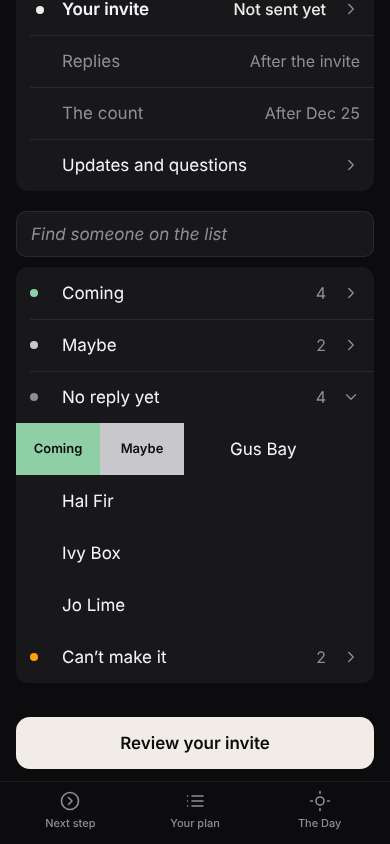 Your invite Not sent yet
Replies After the invite
The count After Dec 25
Updates and questions
Find someone on the list
Coming 4
Maybe 2
No reply yet 4
Coming Maybe Gus Bay
Hal Fir
Ivy Box
Jo Lime
Can’t make it 2
Review your invite
Next step Your plan The Day